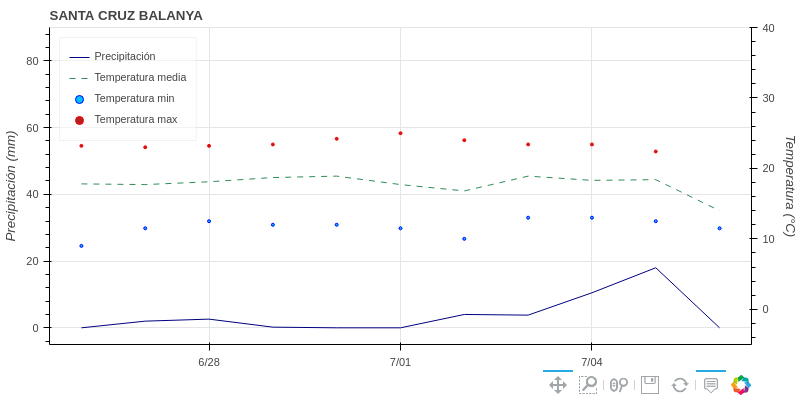 SANTA CRUZ BALANYA
Precipitación
Temperatura media
Temperatura min
Temperatura max
Precipitación (mm)
80
60
40
20
0
Temperatura (°C)
40
30
20
10
0
6/28
7/01
7/04